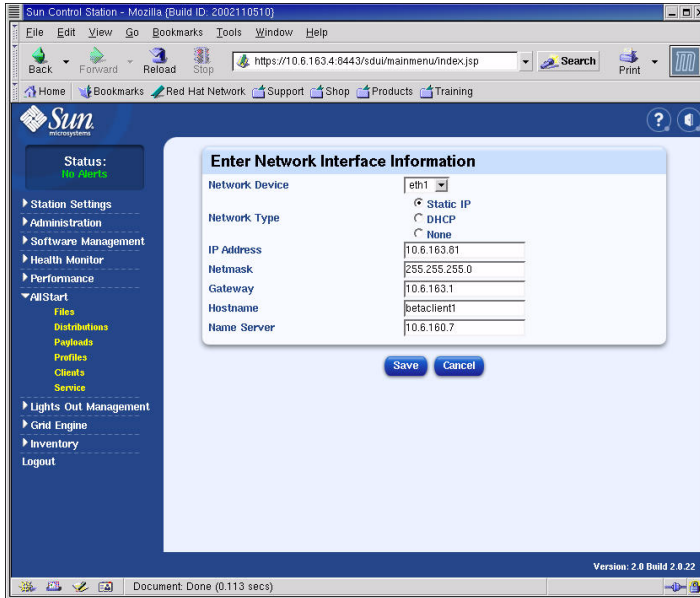 Sun Control Station - Mozilla {Build ID: 2002110510}
File Edit View Go Bookmarks Tools Window Help
Back Forward Reload Stop https://10.6.163.4:6443/sdui/mainmenu/index.jsp Search Print
Home Bookmarks Red Hat Network Support Shop Products Training
Sun
microsystems
Status:
No Alerts
Station Settings
Administration
Software Management
Health Monitor
Performance
AllStart
Files
Distributions
Payloads
Profiles
Clients
Service
Lights Out Management
Grid Engine
Inventory
Logout
Enter Network Interface Information
Network Device eth1
Network Type Static IP
DHCP
None
IP Address 10.6.163.81
Netmask 255.255.255.0
Gateway 10.6.163.1
Hostname betaclient1
Name Server 10.6.160.7
Save Cancel
Version: 2.0 Build 2.0.22
Document: Done (0.113 secs)